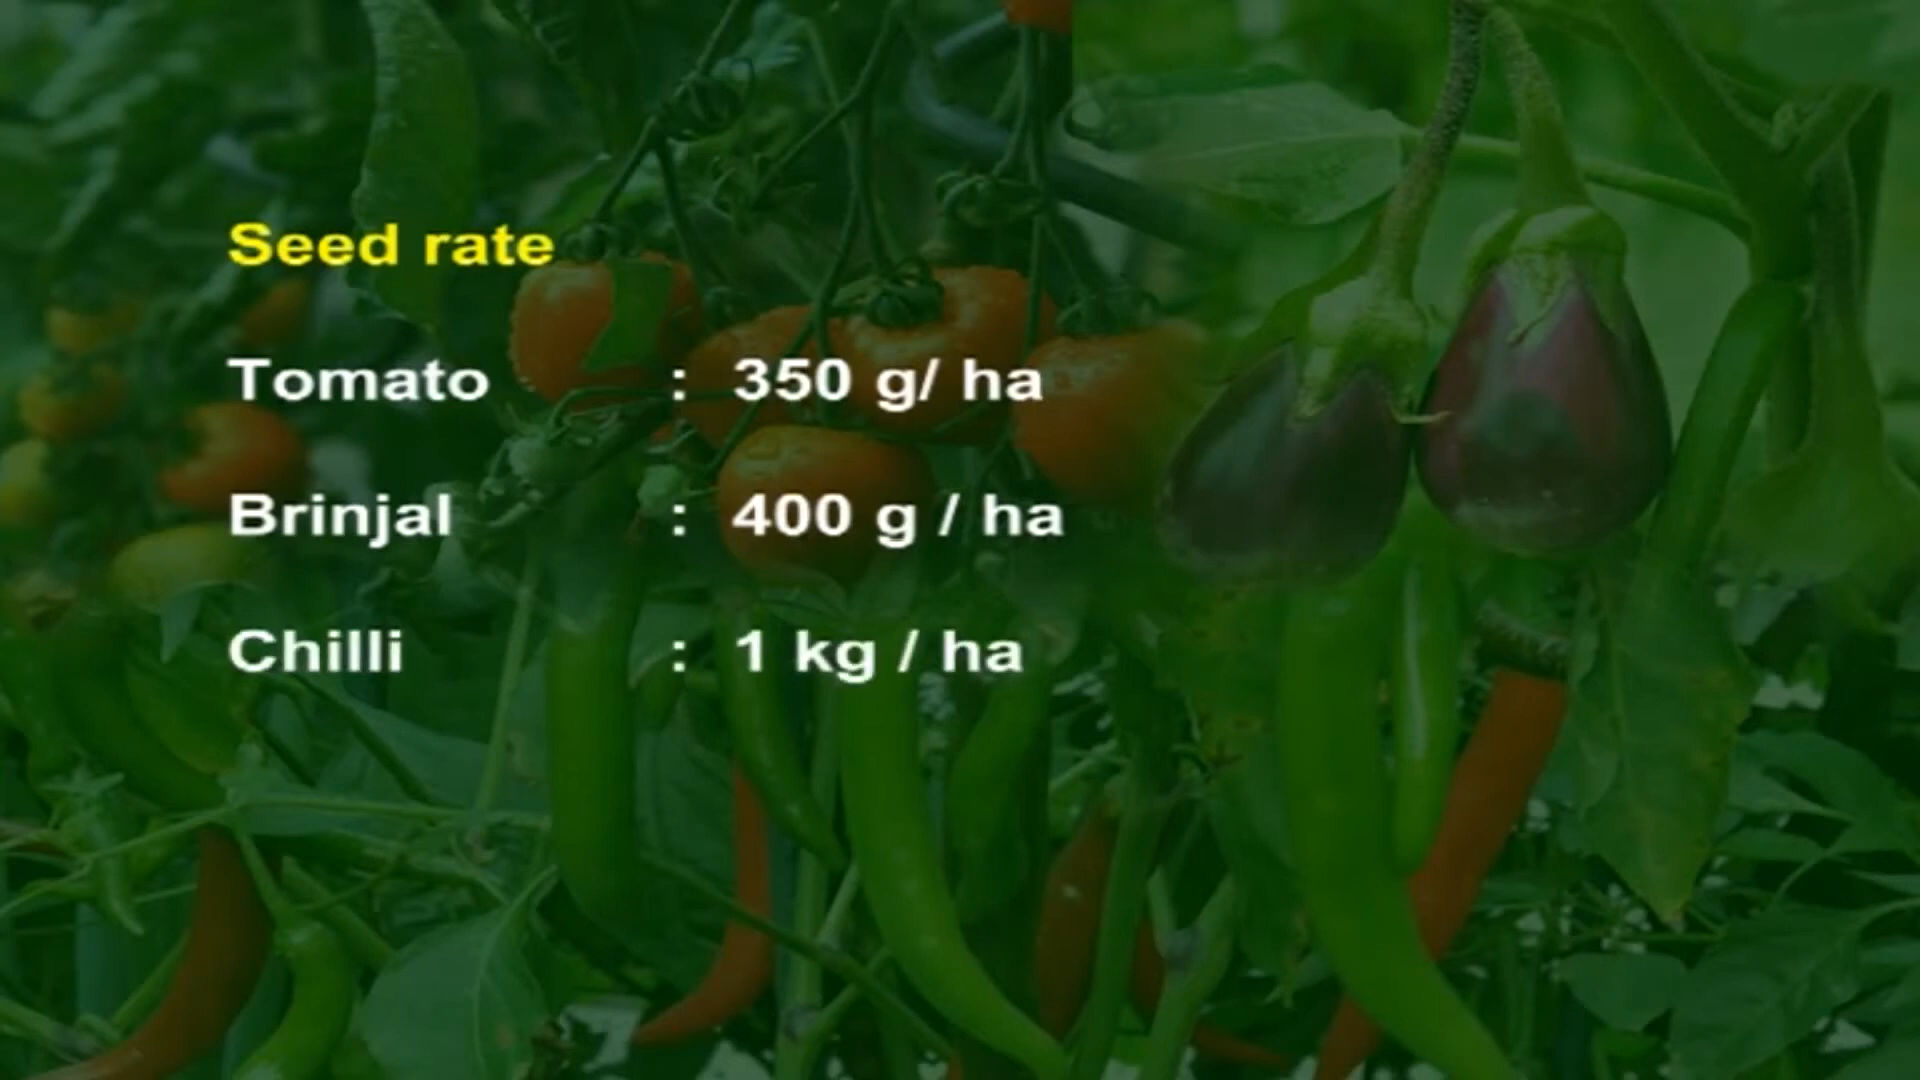 Seed rate
Tomato : 350 g/ ha
Brinjal : 400 g / ha
Chilli : 1 kg / ha